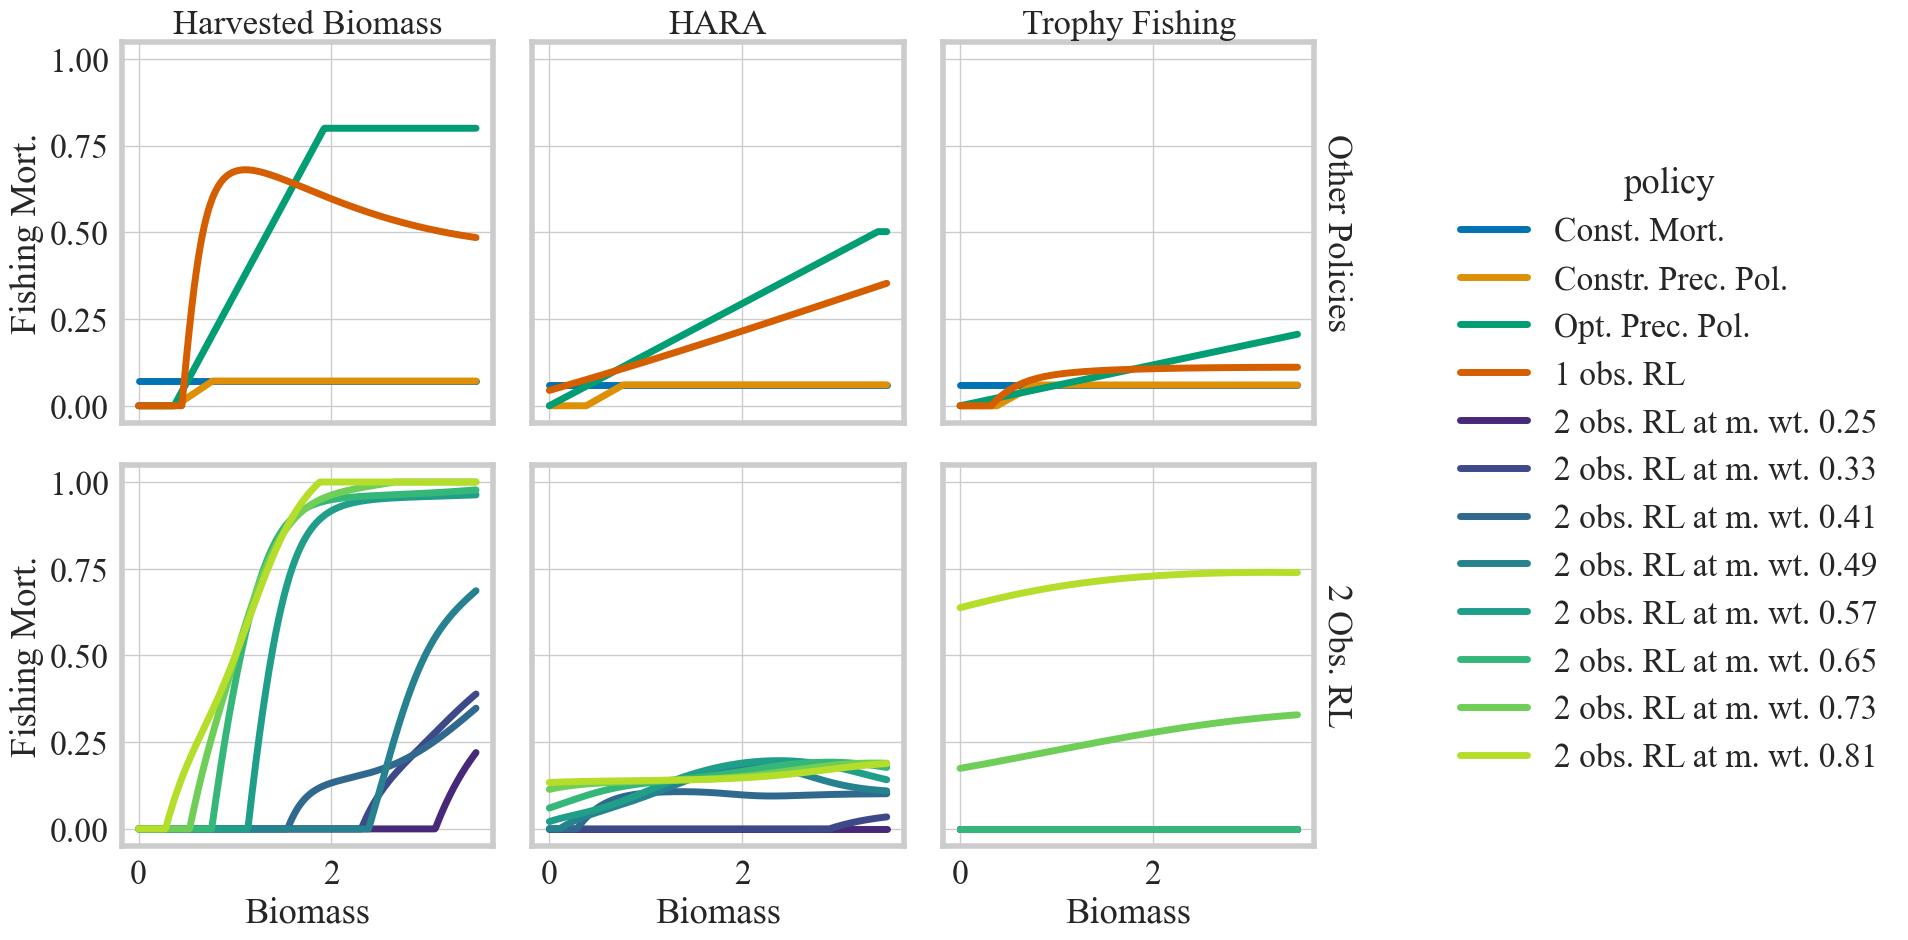 Harvested Biomass
HARA
Trophy Fishing
Fishing Mort.
1.00
0.75
0.50
0.25
0.00
Other Policies
Fishing Mort.
1.00
0.75
0.50
0.25
0.00
2 Obs. RL
0 2
0 2
0 2
Biomass
Biomass
Biomass
policy
Const. Mort.
Constr. Prec. Pol.
Opt. Prec. Pol.
1 obs. RL
2 obs. RL at m. wt. 0.25
2 obs. RL at m. wt. 0.33
2 obs. RL at m. wt. 0.41
2 obs. RL at m. wt. 0.49
2 obs. RL at m. wt. 0.57
2 obs. RL at m. wt. 0.65
2 obs. RL at m. wt. 0.73
2 obs. RL at m. wt. 0.81